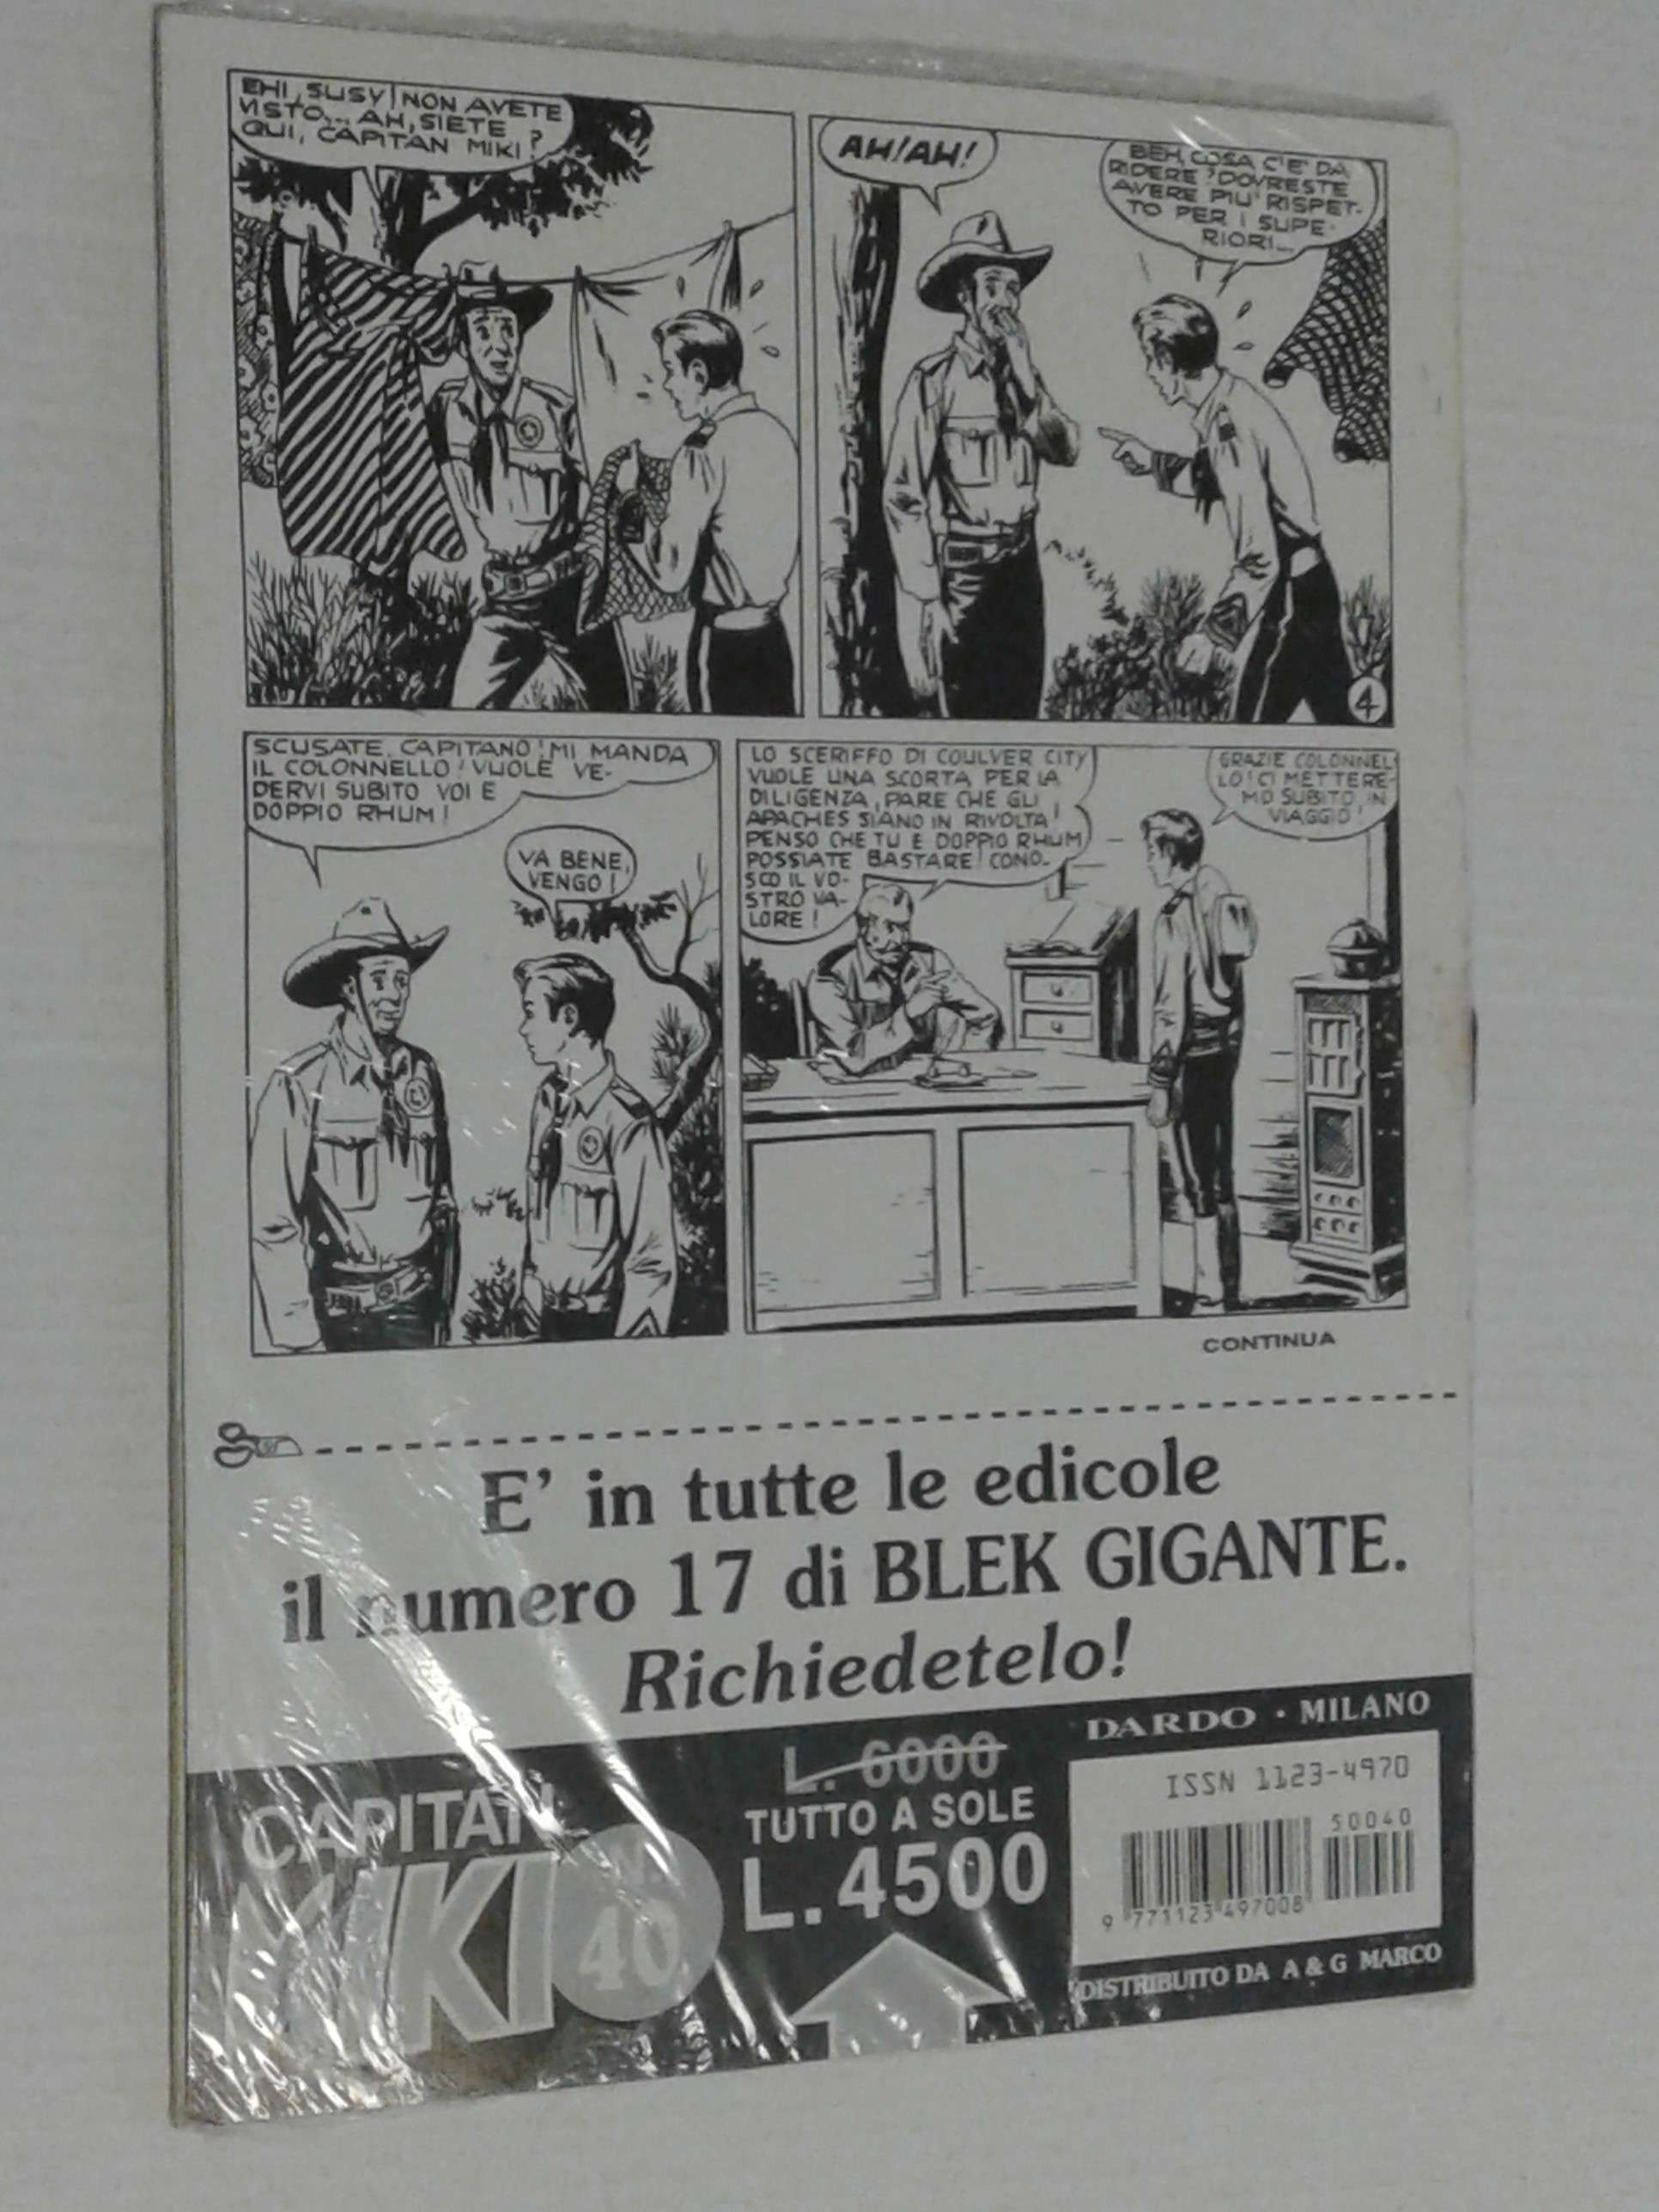 EHI, SUSY! NON AVETE
VISTO... AH, SIETE
QUI, CAPITAN MIKI?
AH! AH!
BEH, COSA C'E' DA
RIDERE? DOVRESTE
AVERE PIU' RISPET-
TO PER I SUPE-
RIORI...
4
SCUSATE, CAPITANO! MI MANDA
IL COLONNELLO! VUOLE VE-
DERVI SUBITO VOI E
DOPPIO RHUM!
VA BENE,
VENGO!
LO SCERIFFO DI COULVER CITY
VUOLE UNA SCORTA PER LA
DILIGENZA, PARE CHE GLI
APACHES SIANO IN RIVOLTA!
PENSO CHE TU E DOPPIO RHUM
POSSIATE BASTARE! CONO-
SCO IL VO-
STRO VA-
LORE!
GRAZIE COLONNEL
LO! CI METTERE-
MO SUBITO IN
VIAGGIO!
CONTINUA
E' in tutte le edicole
il numero 17 di BLEK GIGANTE.
Richiedetelo!
CAPITAN
MIKI
N.
40
L. 6000
TUTTO A SOLE
L. 4500
DARDO · MILANO
ISSN 1123-4970
50040
9 771123 497008
DISTRIBUITO DA A & G MARCO